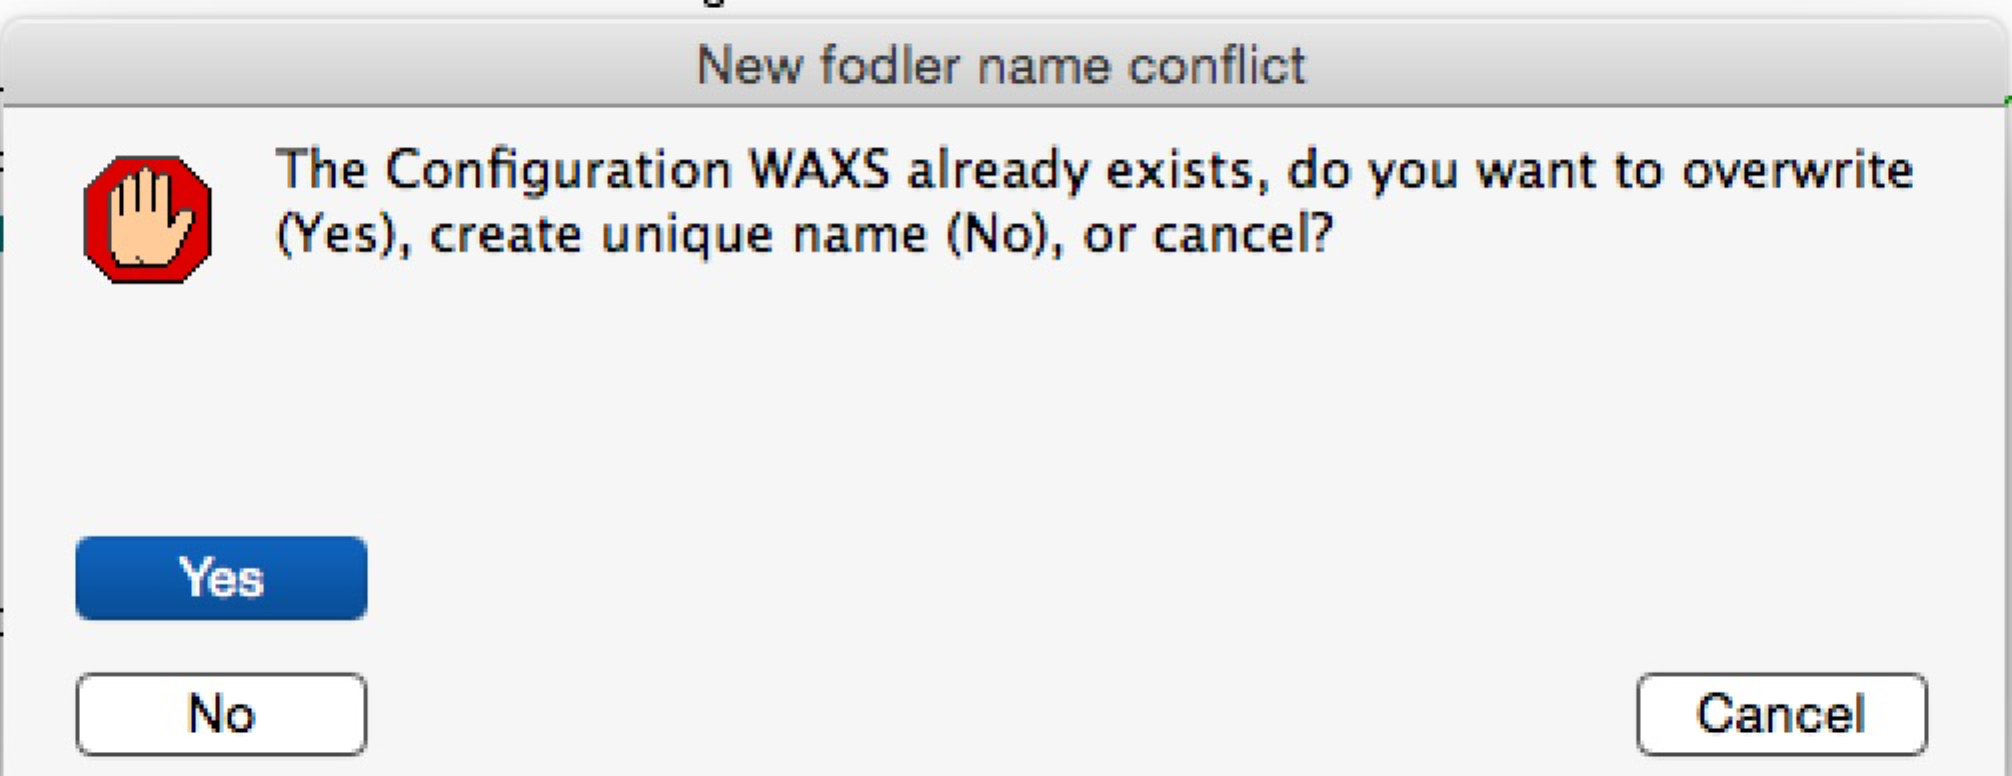 New fodler name conflict
The Configuration WAXS already exists, do you want to overwrite
(Yes), create unique name (No), or cancel?
Yes
No
Cancel